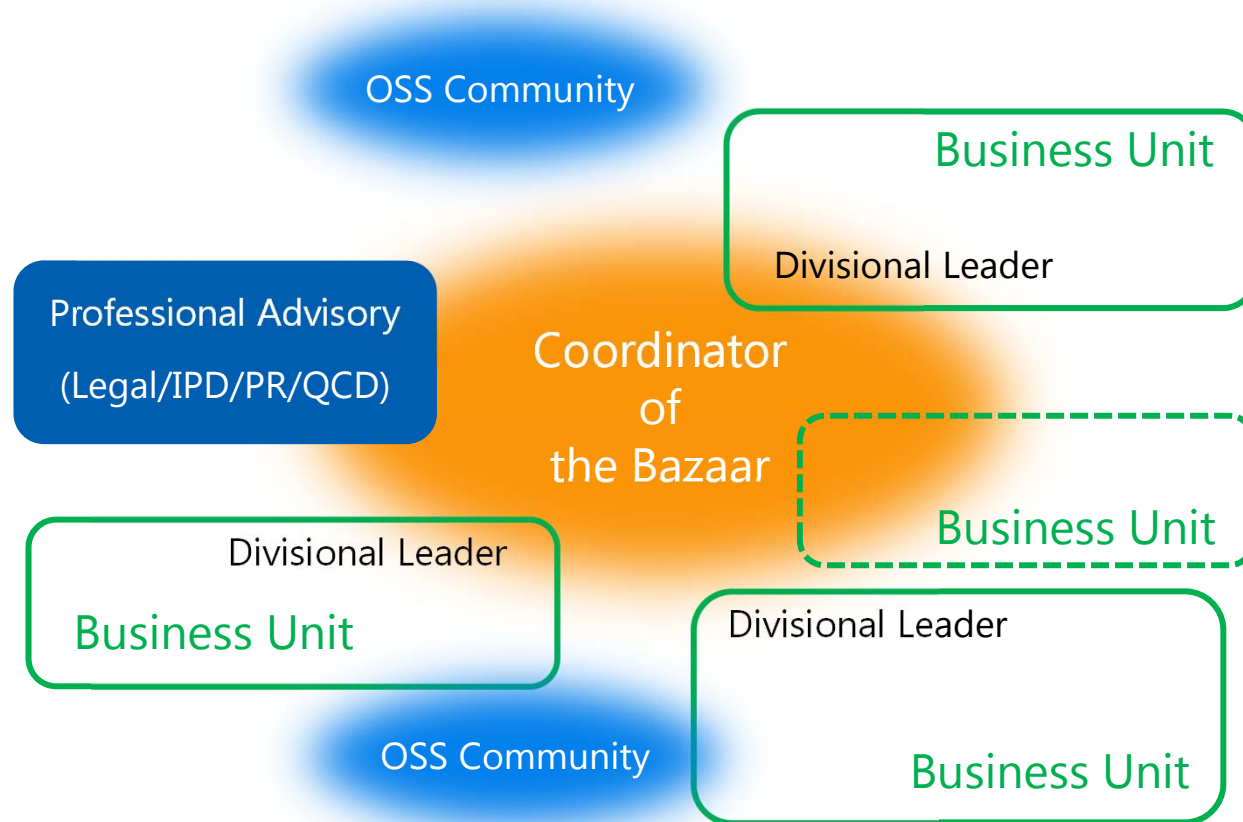 OSS Community
Business Unit
Divisional Leader
Professional Advisory
(Legal/IPD/PR/QCD)
Coordinator
of
the Bazaar
Business Unit
Divisional Leader
Business Unit
Divisional Leader
Business Unit
OSS Community